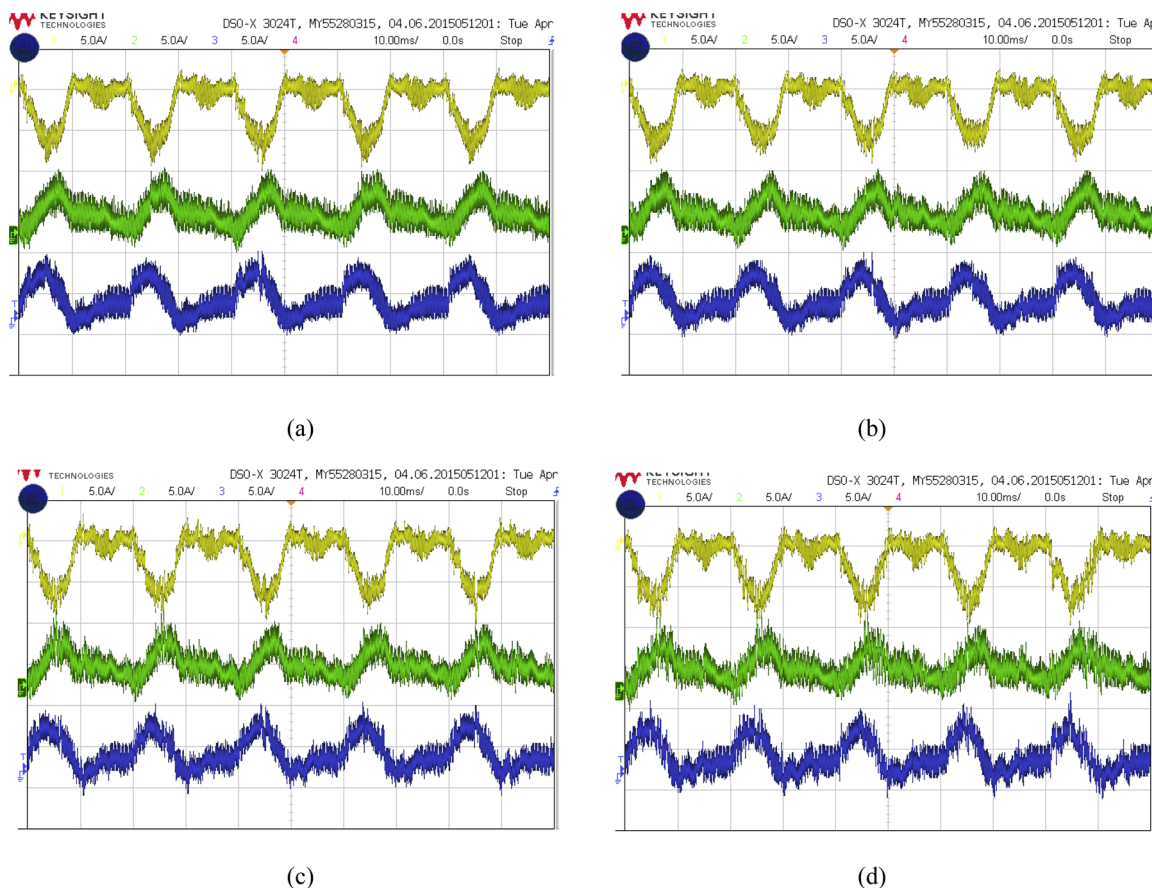 KEYSIGHT
TECHNOLOGIES
DSO-X 3024T, MY55280315, 04.06.2015051201: Tue Apr
1 5.0A/ 2 5.0A/ 3 5.0A/ 4 10.00ms/ 0.0s Stop
(a)
KEYSIGHT
TECHNOLOGIES
DSO-X 3024T, MY55280315, 04.06.2015051201: Tue Apr
1 5.0A/ 2 5.0A/ 3 5.0A/ 4 10.00ms/ 0.0s Stop
(b)
TECHNOLOGIES
DSO-X 3024T, MY55280315, 04.06.2015051201: Tue Apr
1 5.0A/ 2 5.0A/ 3 5.0A/ 4 10.00ms/ 0.0s Stop
(c)
KEYSIGHT
TECHNOLOGIES
DSO-X 3024T, MY55280315, 04.06.2015051201: Tue Apr
1 5.0A/ 2 5.0A/ 3 5.0A/ 4 10.00ms/ 0.0s Stop
(d)